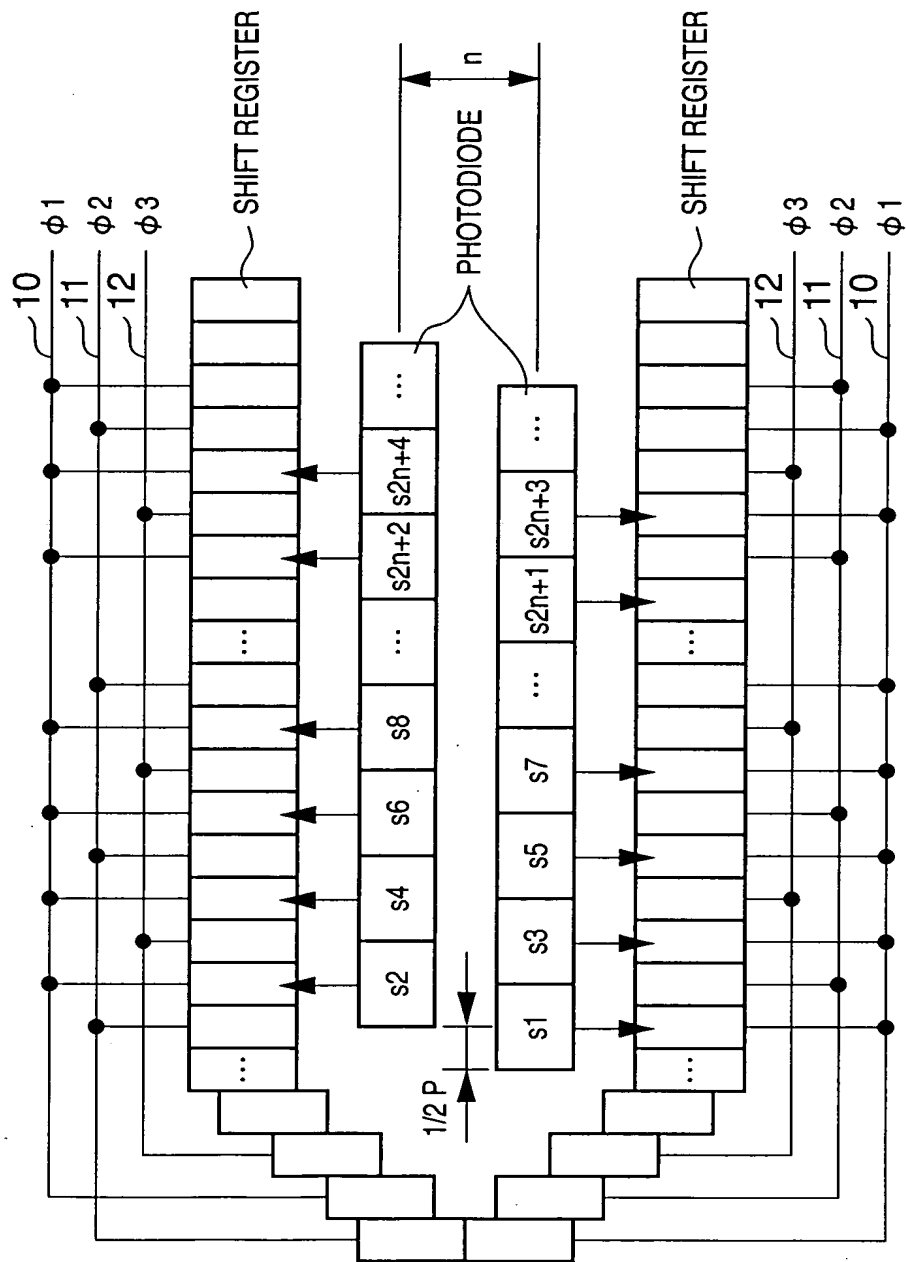 10
φ1
11
φ2
12
φ3
SHIFT REGISTER
...
...
s2 s4 s6 s8 ... s2n+2 s2n+4 ...
n
PHOTODIODE
1/2 P
s1 s3 s5 s7 ... s2n+1 s2n+3 ...
...
...
SHIFT REGISTER
12
φ3
11
φ2
10
φ1